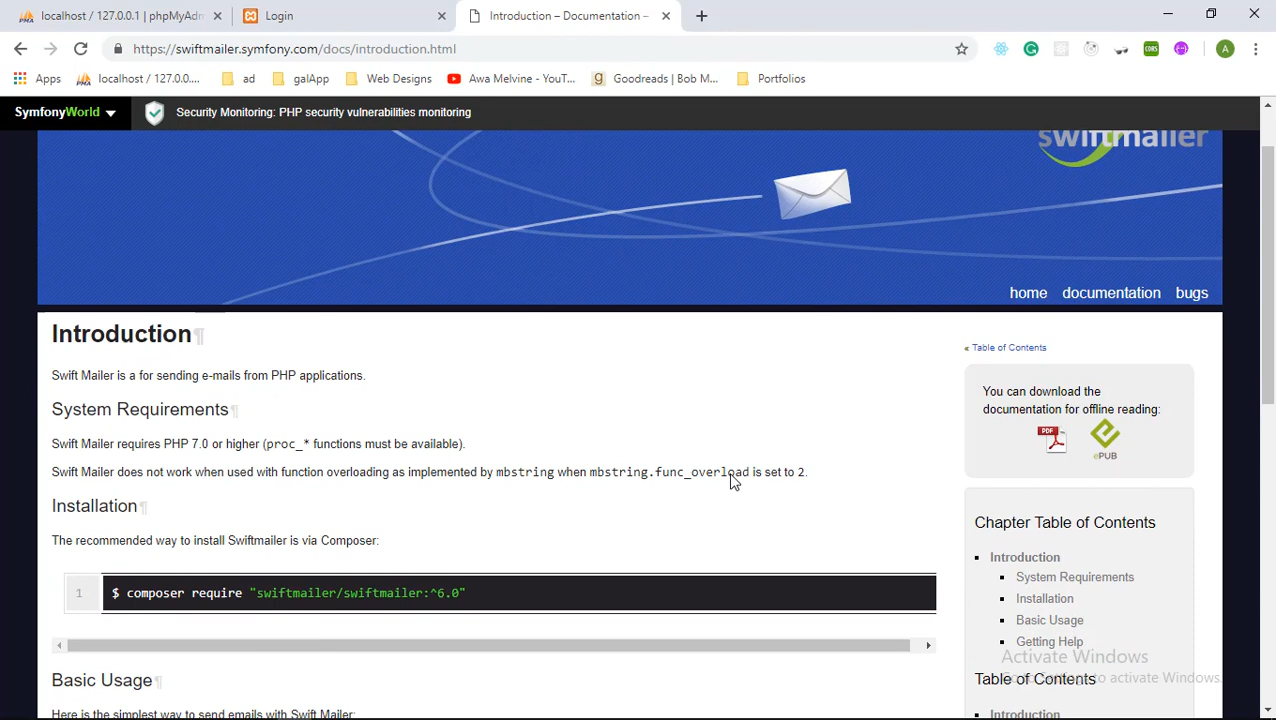 localhost / 127.0.0.1 | phpMyAdm
Login
Introduction – Documentation –
https://swiftmailer.symfony.com/docs/introduction.html
A
Apps
localhost / 127.0.0....
ad
galApp
Web Designs
Awa Melvine - YouT...
Goodreads | Bob M...
Portfolios
SymfonyWorld
Security Monitoring: PHP security vulnerabilities monitoring
swiftmailer
home documentation bugs
Introduction¶
« Table of Contents
Swift Mailer is a for sending e-mails from PHP applications.
You can download the
documentation for offline reading:
PDF
ePUB
System Requirements¶
Swift Mailer requires PHP 7.0 or higher (proc_* functions must be available).
Swift Mailer does not work when used with function overloading as implemented by mbstring when mbstring.func_overload is set to 2.
Installation¶
The recommended way to install Swiftmailer is via Composer:
1 $ composer require "swiftmailer/swiftmailer:^6.0"
Chapter Table of Contents
Introduction
System Requirements
Installation
Basic Usage
Getting Help
Activate Windows
to activate Windows.
Table of Contents
Introduction
Basic Usage¶
Here is the simplest way to send emails with Swift Mailer: